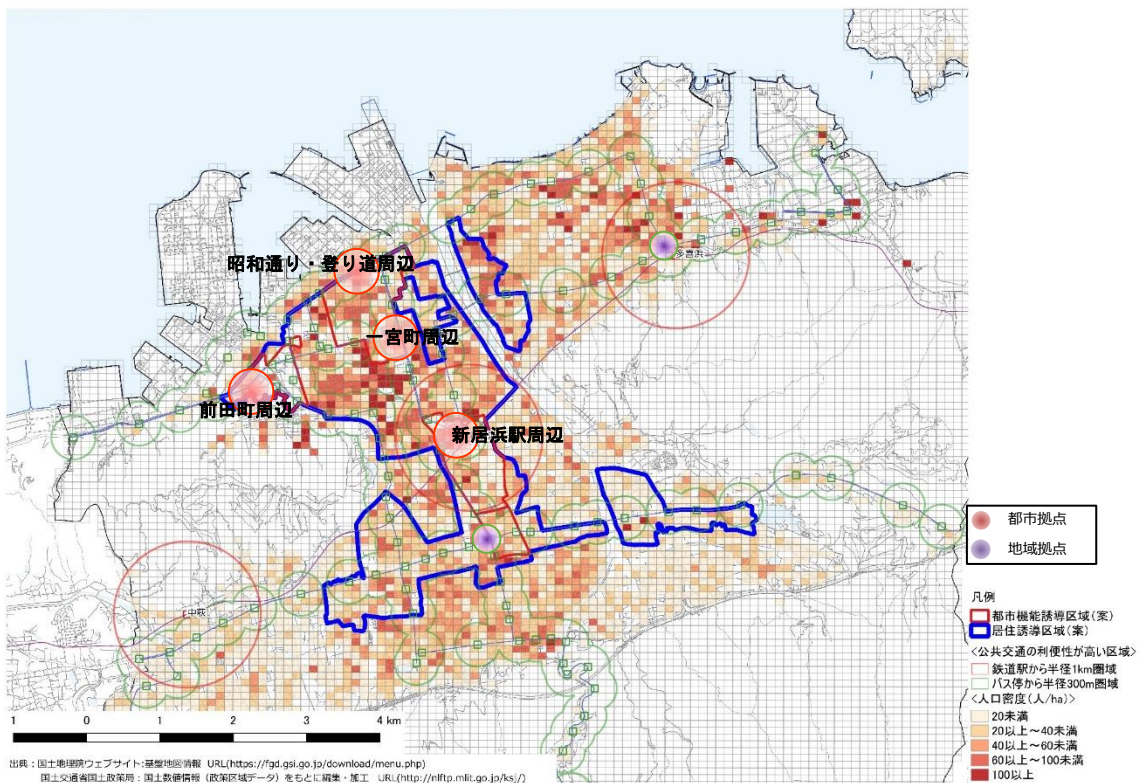 昭和通り・登り道周辺
多喜浜
一宮町周辺
前田町周辺
新居浜駅周辺
中萩
都市拠点
地域拠点
凡例
都市機能誘導区域(案)
居住誘導区域(案)
<公共交通の利便性が高い区域>
鉄道駅から半径1km圏域
バス停から半径300m圏域
<人口密度(人/ha)>
20未満
20以上~40未満
40以上~60未満
60以上~100未満
100以上
1 0 1 2 3 4 km
出典:国土地理院ウェブサイト:基盤地図情報 URL(https://fgd.gsi.go.jp/download/menu.php)
国土交通省国土政策局:国土数値情報(政策区域データ)をもとに編集・加工 URL(http://nlftp.mlit.go.jp/ksj/)